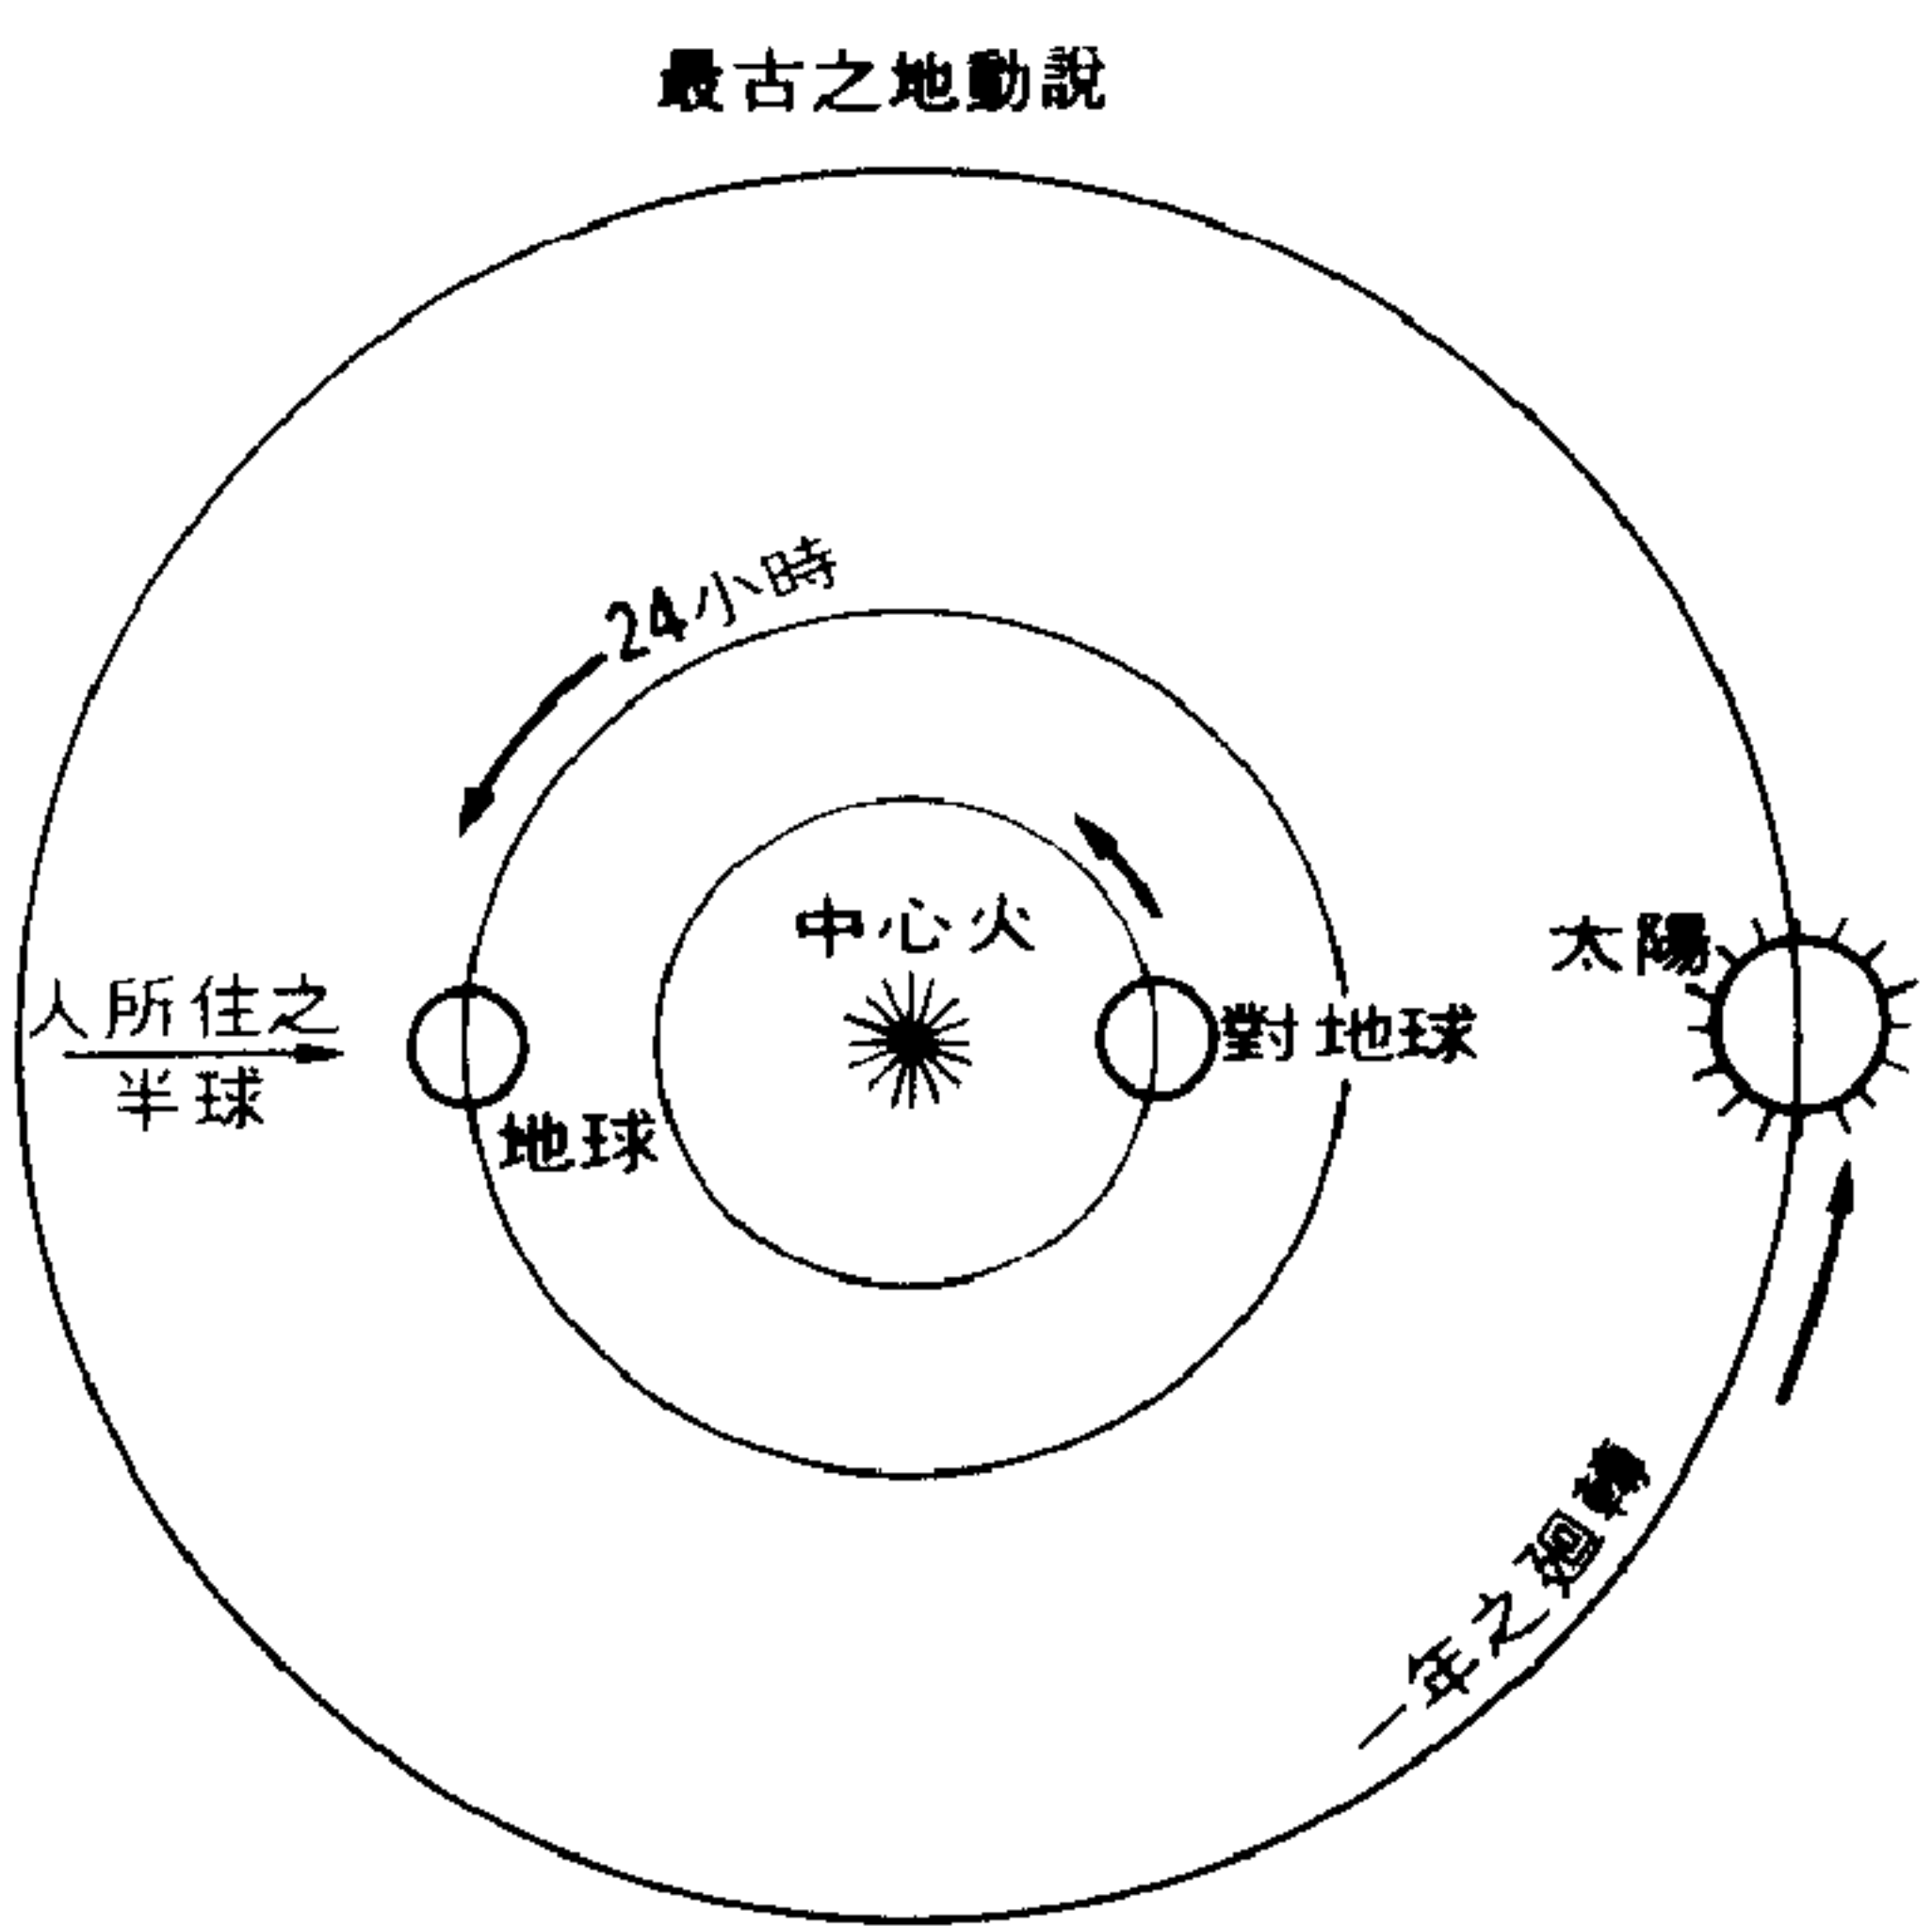 最古之地動說
24小時
中心火
太陽
人所住之
半球
對地球
地球
一年之迴